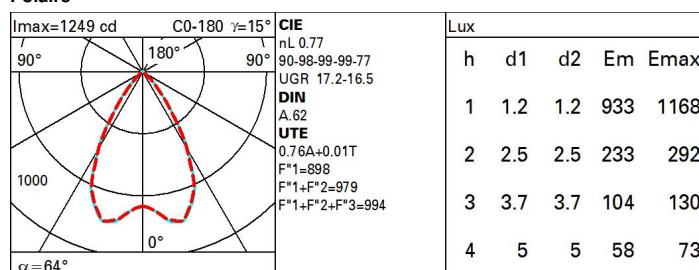 Imax=1249 cd C0-180 γ=15°
90° 180° 90°
1000
0°
α=64°
CIE
nL 0.77
90-98-99-99-77
UGR 17.2-16.5
DIN
A.62
UTE
0.76A+0.01T
F"1=898
F"1+F"2=979
F"1+F"2+F"3=994
Lux
h d1 d2 Em Emax
1 1.2 1.2 933 1168
2 2.5 2.5 233 292
3 3.7 3.7 104 130
4 5 5 58 73